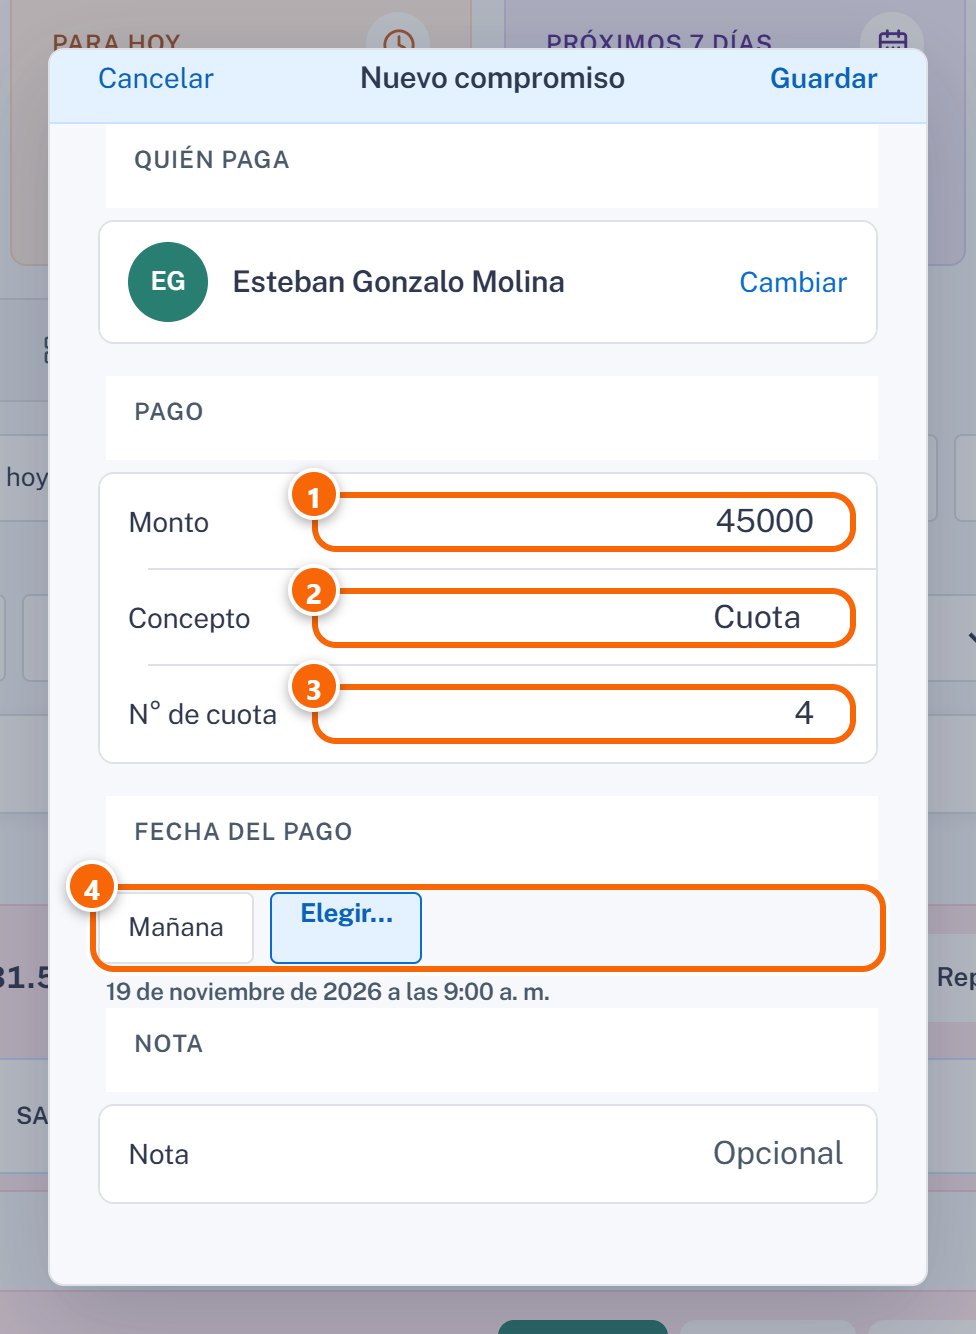 PARA HOY
PRÓXIMOS 7 DÍAS
Cancelar
Nuevo compromiso
Guardar
QUIÉN PAGA
EG
Esteban Gonzalo Molina
Cambiar
PAGO
hoy
1
Monto
45000
2
Concepto
Cuota
3
N° de cuota
4
FECHA DEL PAGO
4
Mañana
Elegir...
19 de noviembre de 2026 a las 9:00 a. m.
NOTA
Nota
Opcional